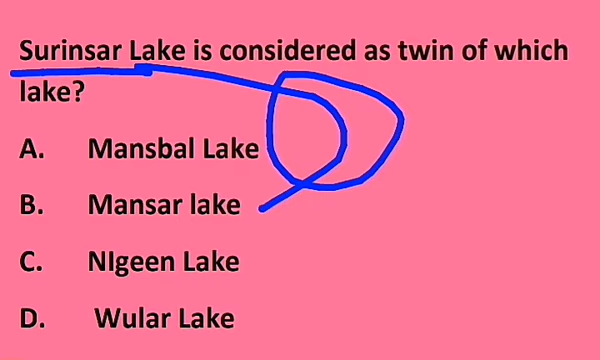 Surinsar Lake is considered as twin of which
lake?
A. Mansbal Lake
B. Mansar lake
C. NIgeen Lake
D. Wular Lake